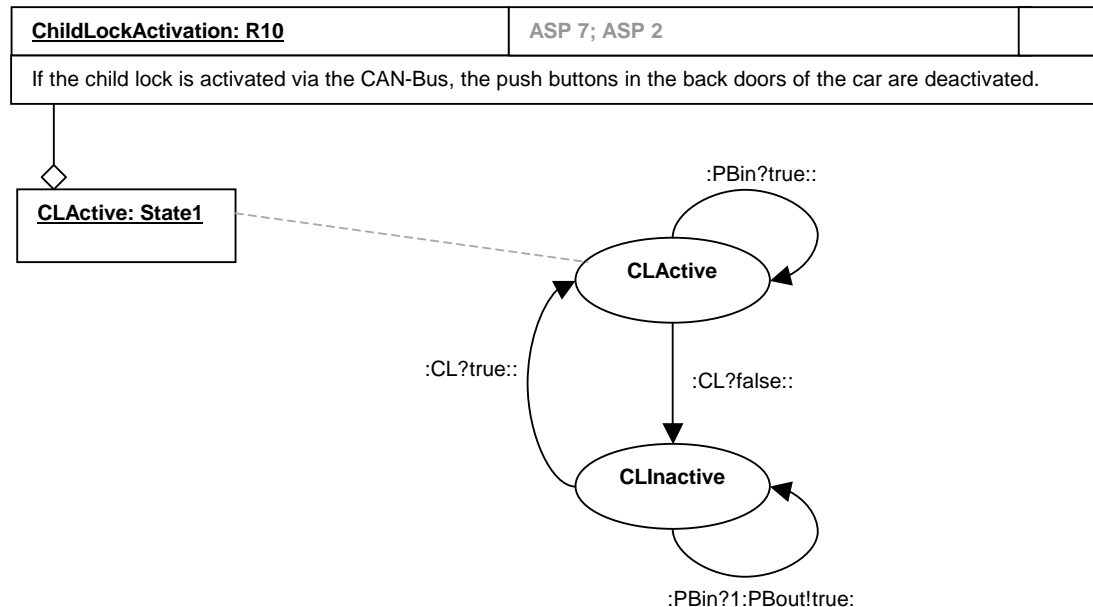 ChildLockActivation: R10
ASP 7; ASP 2
If the child lock is activated via the CAN-Bus, the push buttons in the back doors of the car are deactivated.
:PBin?true::
CLActive: State1
CLActive
:CL?true::
:CL?false::
CLInactive
:PBin?1:PBout!true: